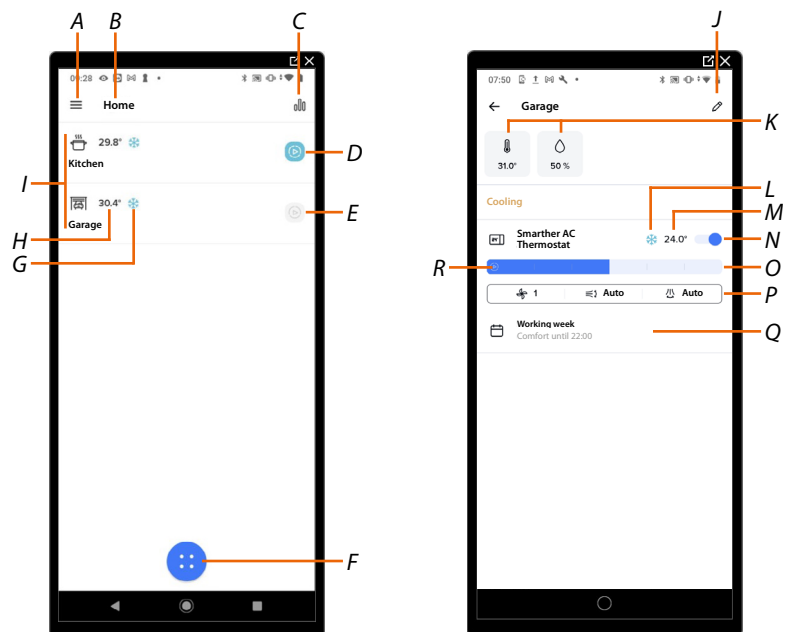 A B C
09:28
Home
29.8°
Kitchen
D
I
30.4°
Garage
E
H
G
F
J
07:50
Garage
K
31.0° 50 %
Cooling
L
M
Smarther AC
Thermostat
24.0°
N
R
O
1 Auto Auto
P
Working week
Comfort until 22:00
Q